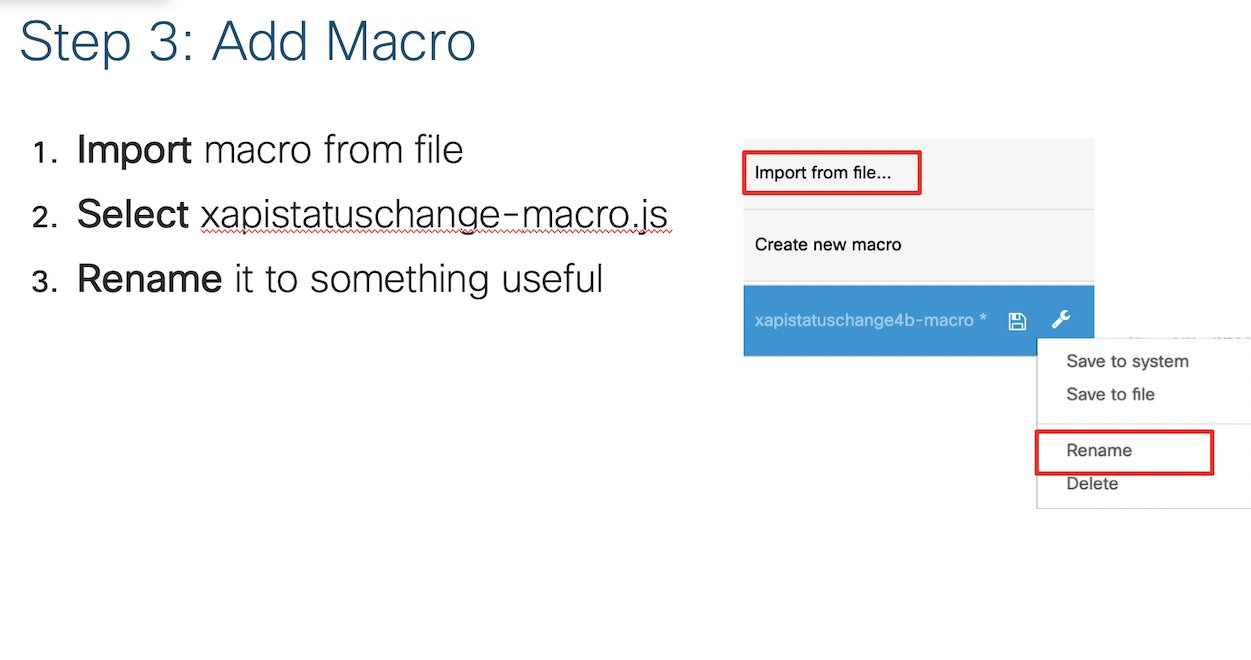 Step 3: Add Macro
1. Import macro from file
2. Select xapistatuschange-macro.js
3. Rename it to something useful
Import from file...
Create new macro
xapistatuschange4b-macro *
Save to system
Save to file
Rename
Delete